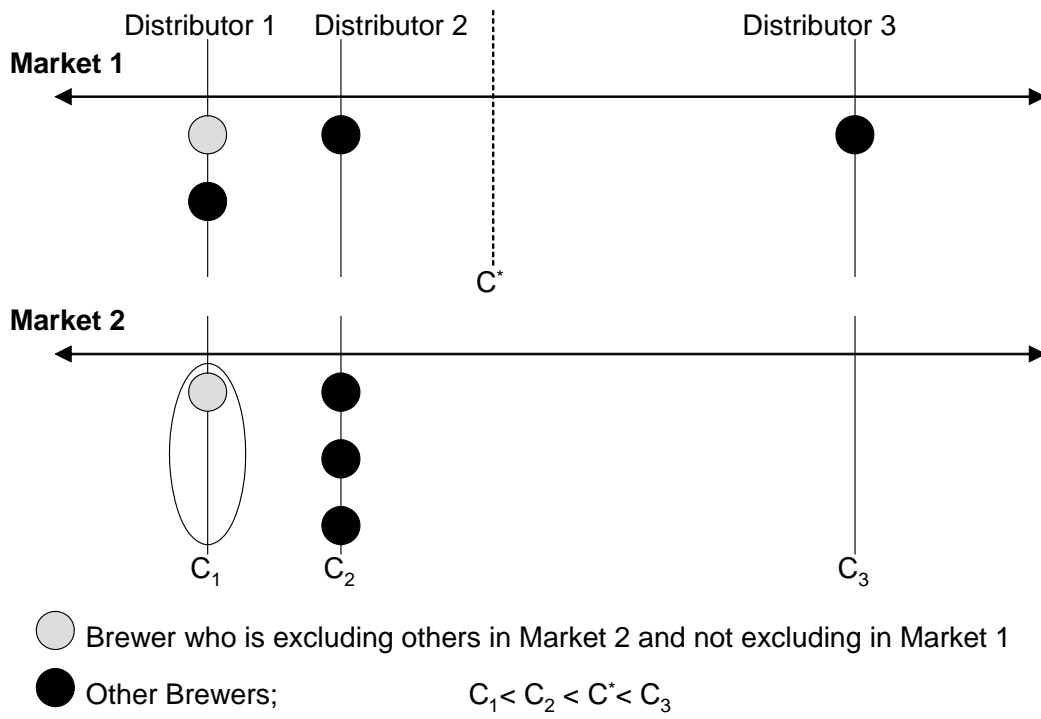 Distributor 1 Distributor 2 Distributor 3
Market 1
C*
Market 2
C₁ C₂ C₃
Brewer who is excluding others in Market 2 and not excluding in Market 1
Other Brewers; C₁< C₂ < C*< C₃